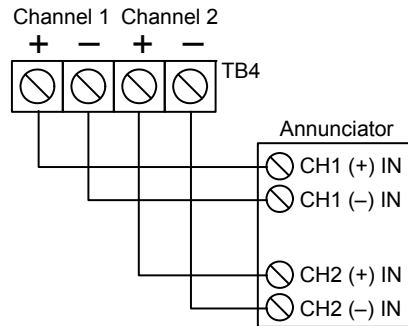 Channel 1 Channel 2
+ – + –
TB4
Annunciator
CH1 (+) IN
CH1 (–) IN
CH2 (+) IN
CH2 (–) IN